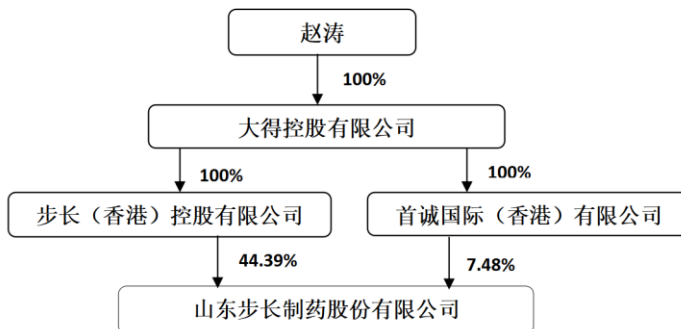 赵涛
100%
大得控股有限公司
100%
100%
步长（香港）控股有限公司
首诚国际（香港）有限公司
44.39%
7.48%
山东步长制药股份有限公司